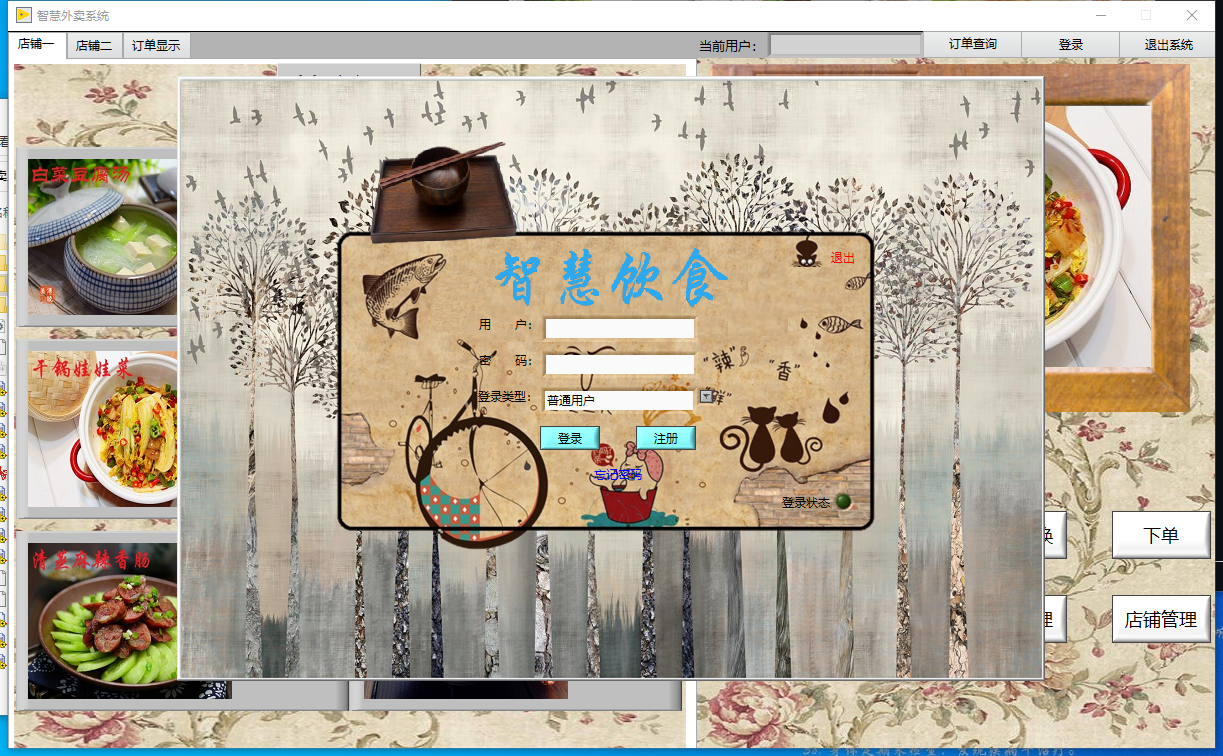 智慧外卖系统
店铺一 店铺二 订单显示 当前用户： 订单查询 登录 退出系统
白菜豆腐汤
智慧饮食 退出
用 户：
密 码： "辣" "香"
干锅娃娃菜
登录类型： 普通用户
登录 注册
忘记密码
登录状态
换 下单
清蒸麻辣香肠
理 店铺管理